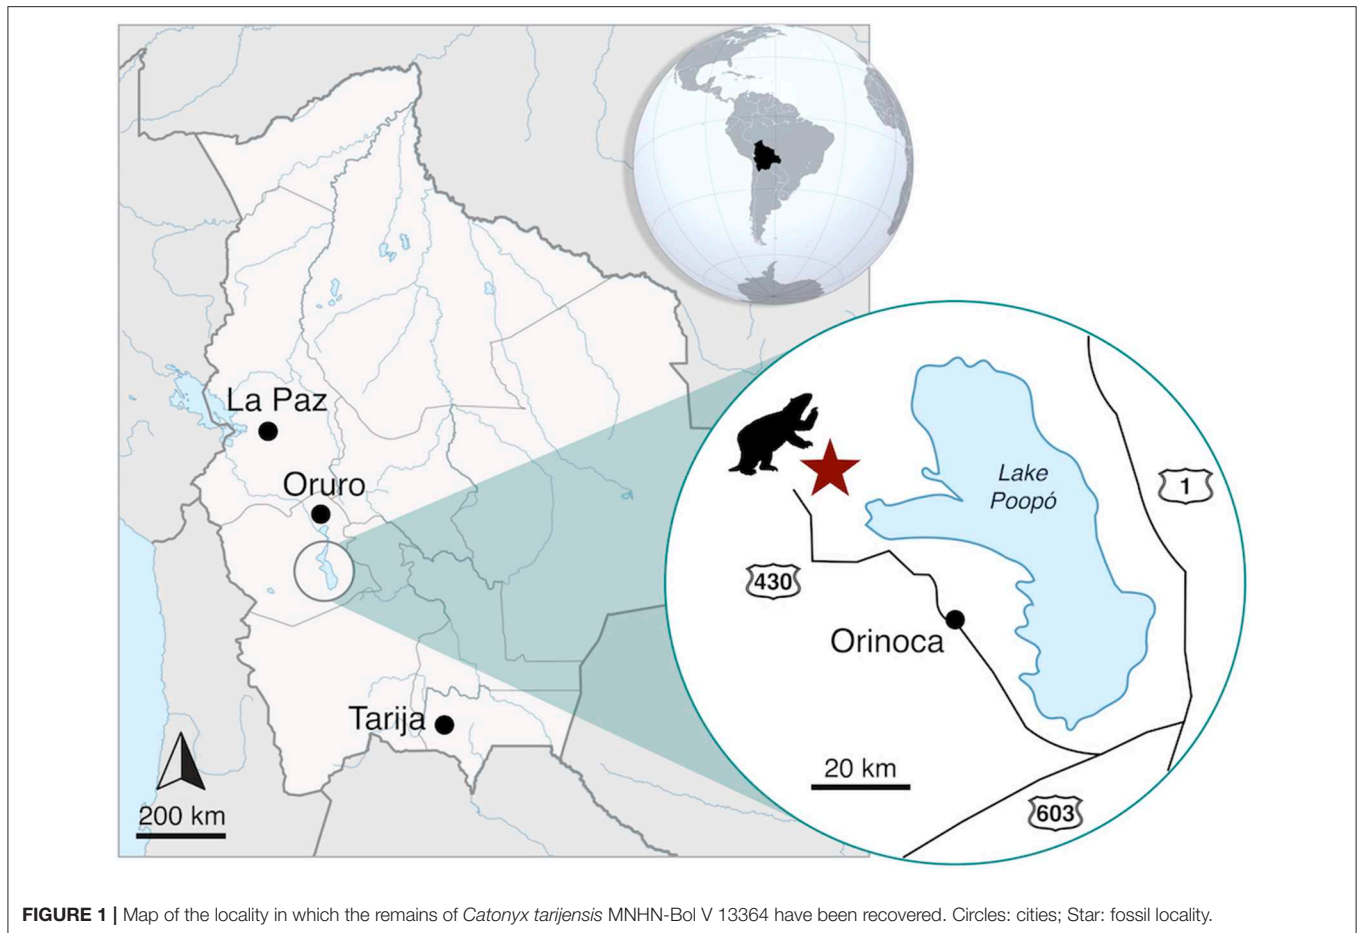 La Paz
Oruro
Tarija
200 km
Lake
Poopó
1
430
Orinoca
20 km
603
FIGURE 1 | Map of the locality in which the remains of Catonyx tarijensis MNHN-Bol V 13364 have been recovered. Circles: cities; Star: fossil locality.